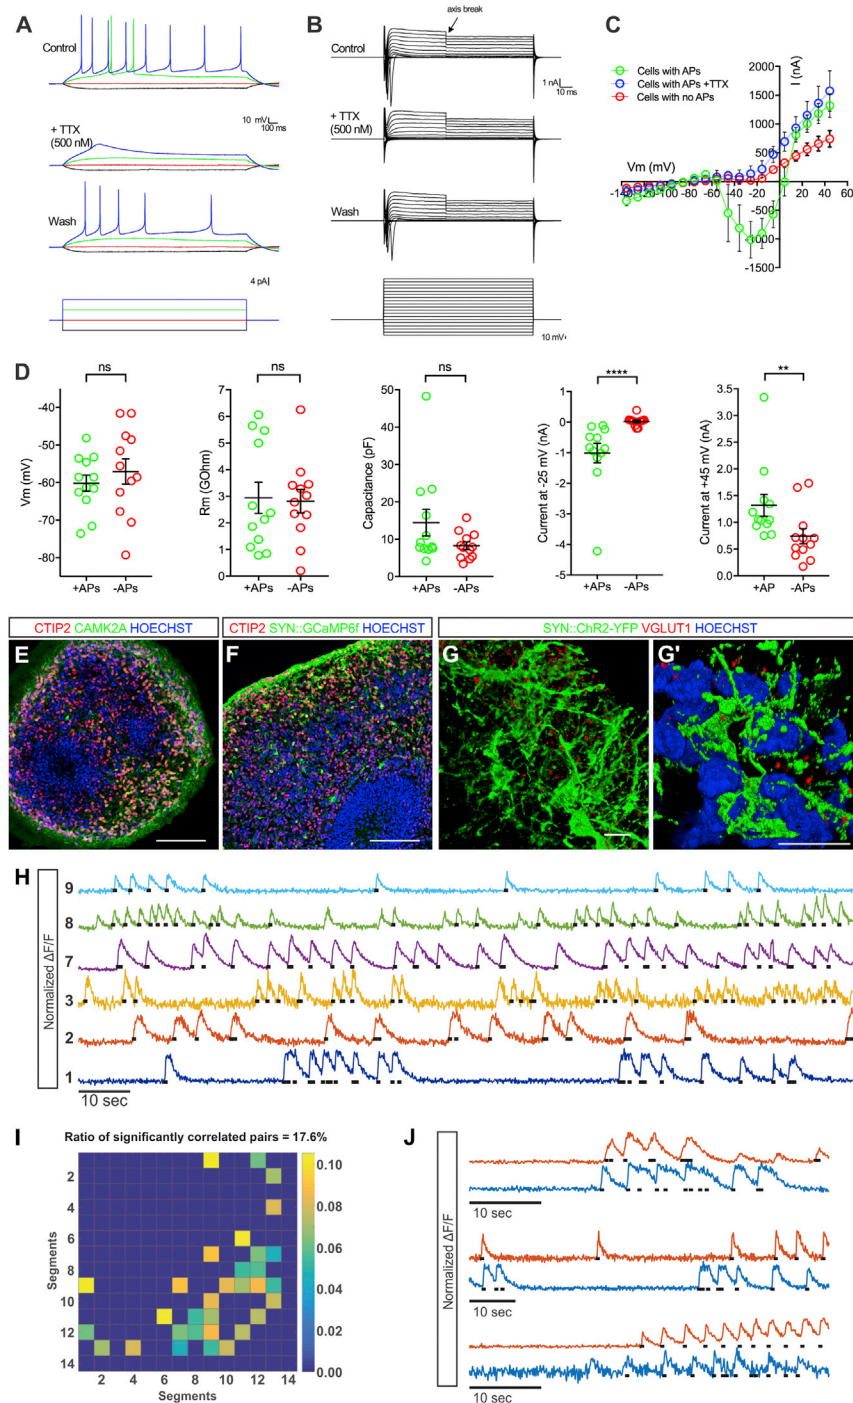 A
Control
10 mV
100 ms
+ TTX
(500 nM)
Wash
4 pA
B
axis break
Control
1 nA
10 ms
+ TTX
(500 nM)
Wash
10 mV
C
Cells with APs
Cells with APs +TTX
Cells with no APs
I (nA)
2000
1500
1000
500
-500
-1000
-1500
Vm (mV)
-140 -120 -100 -80 -60 -40 -20 0 20 40 60
D
ns
Vm (mV)
-40
-50
-60
-70
-80
+APs -APs
ns
Rm (GOhm)
7
6
5
4
3
2
1
0
+APs -APs
ns
Capacitance (pF)
50
40
30
20
10
0
+APs -APs
****
Current at -25 mV (nA)
1
0
-1
-2
-3
-4
-5
+APs -APs
**
Current at +45 mV (nA)
3.5
3.0
2.5
2.0
1.5
1.0
0.5
0.0
+AP -APs
CTIP2 CAMK2A HOECHST
CTIP2 SYN::GCaMP6f HOECHST
SYN::ChR2-YFP VGLUT1 HOECHST
E
F
G
G'
H
Normalized ΔF/F
9
8
7
3
2
1
10 sec
I
Ratio of significantly correlated pairs = 17.6%
Segments
2
4
6
8
10
12
14
2 4 6 8 10 12 14
Segments
0.10
0.08
0.06
0.04
0.02
0.00
J
Normalized ΔF/F
10 sec
10 sec
10 sec